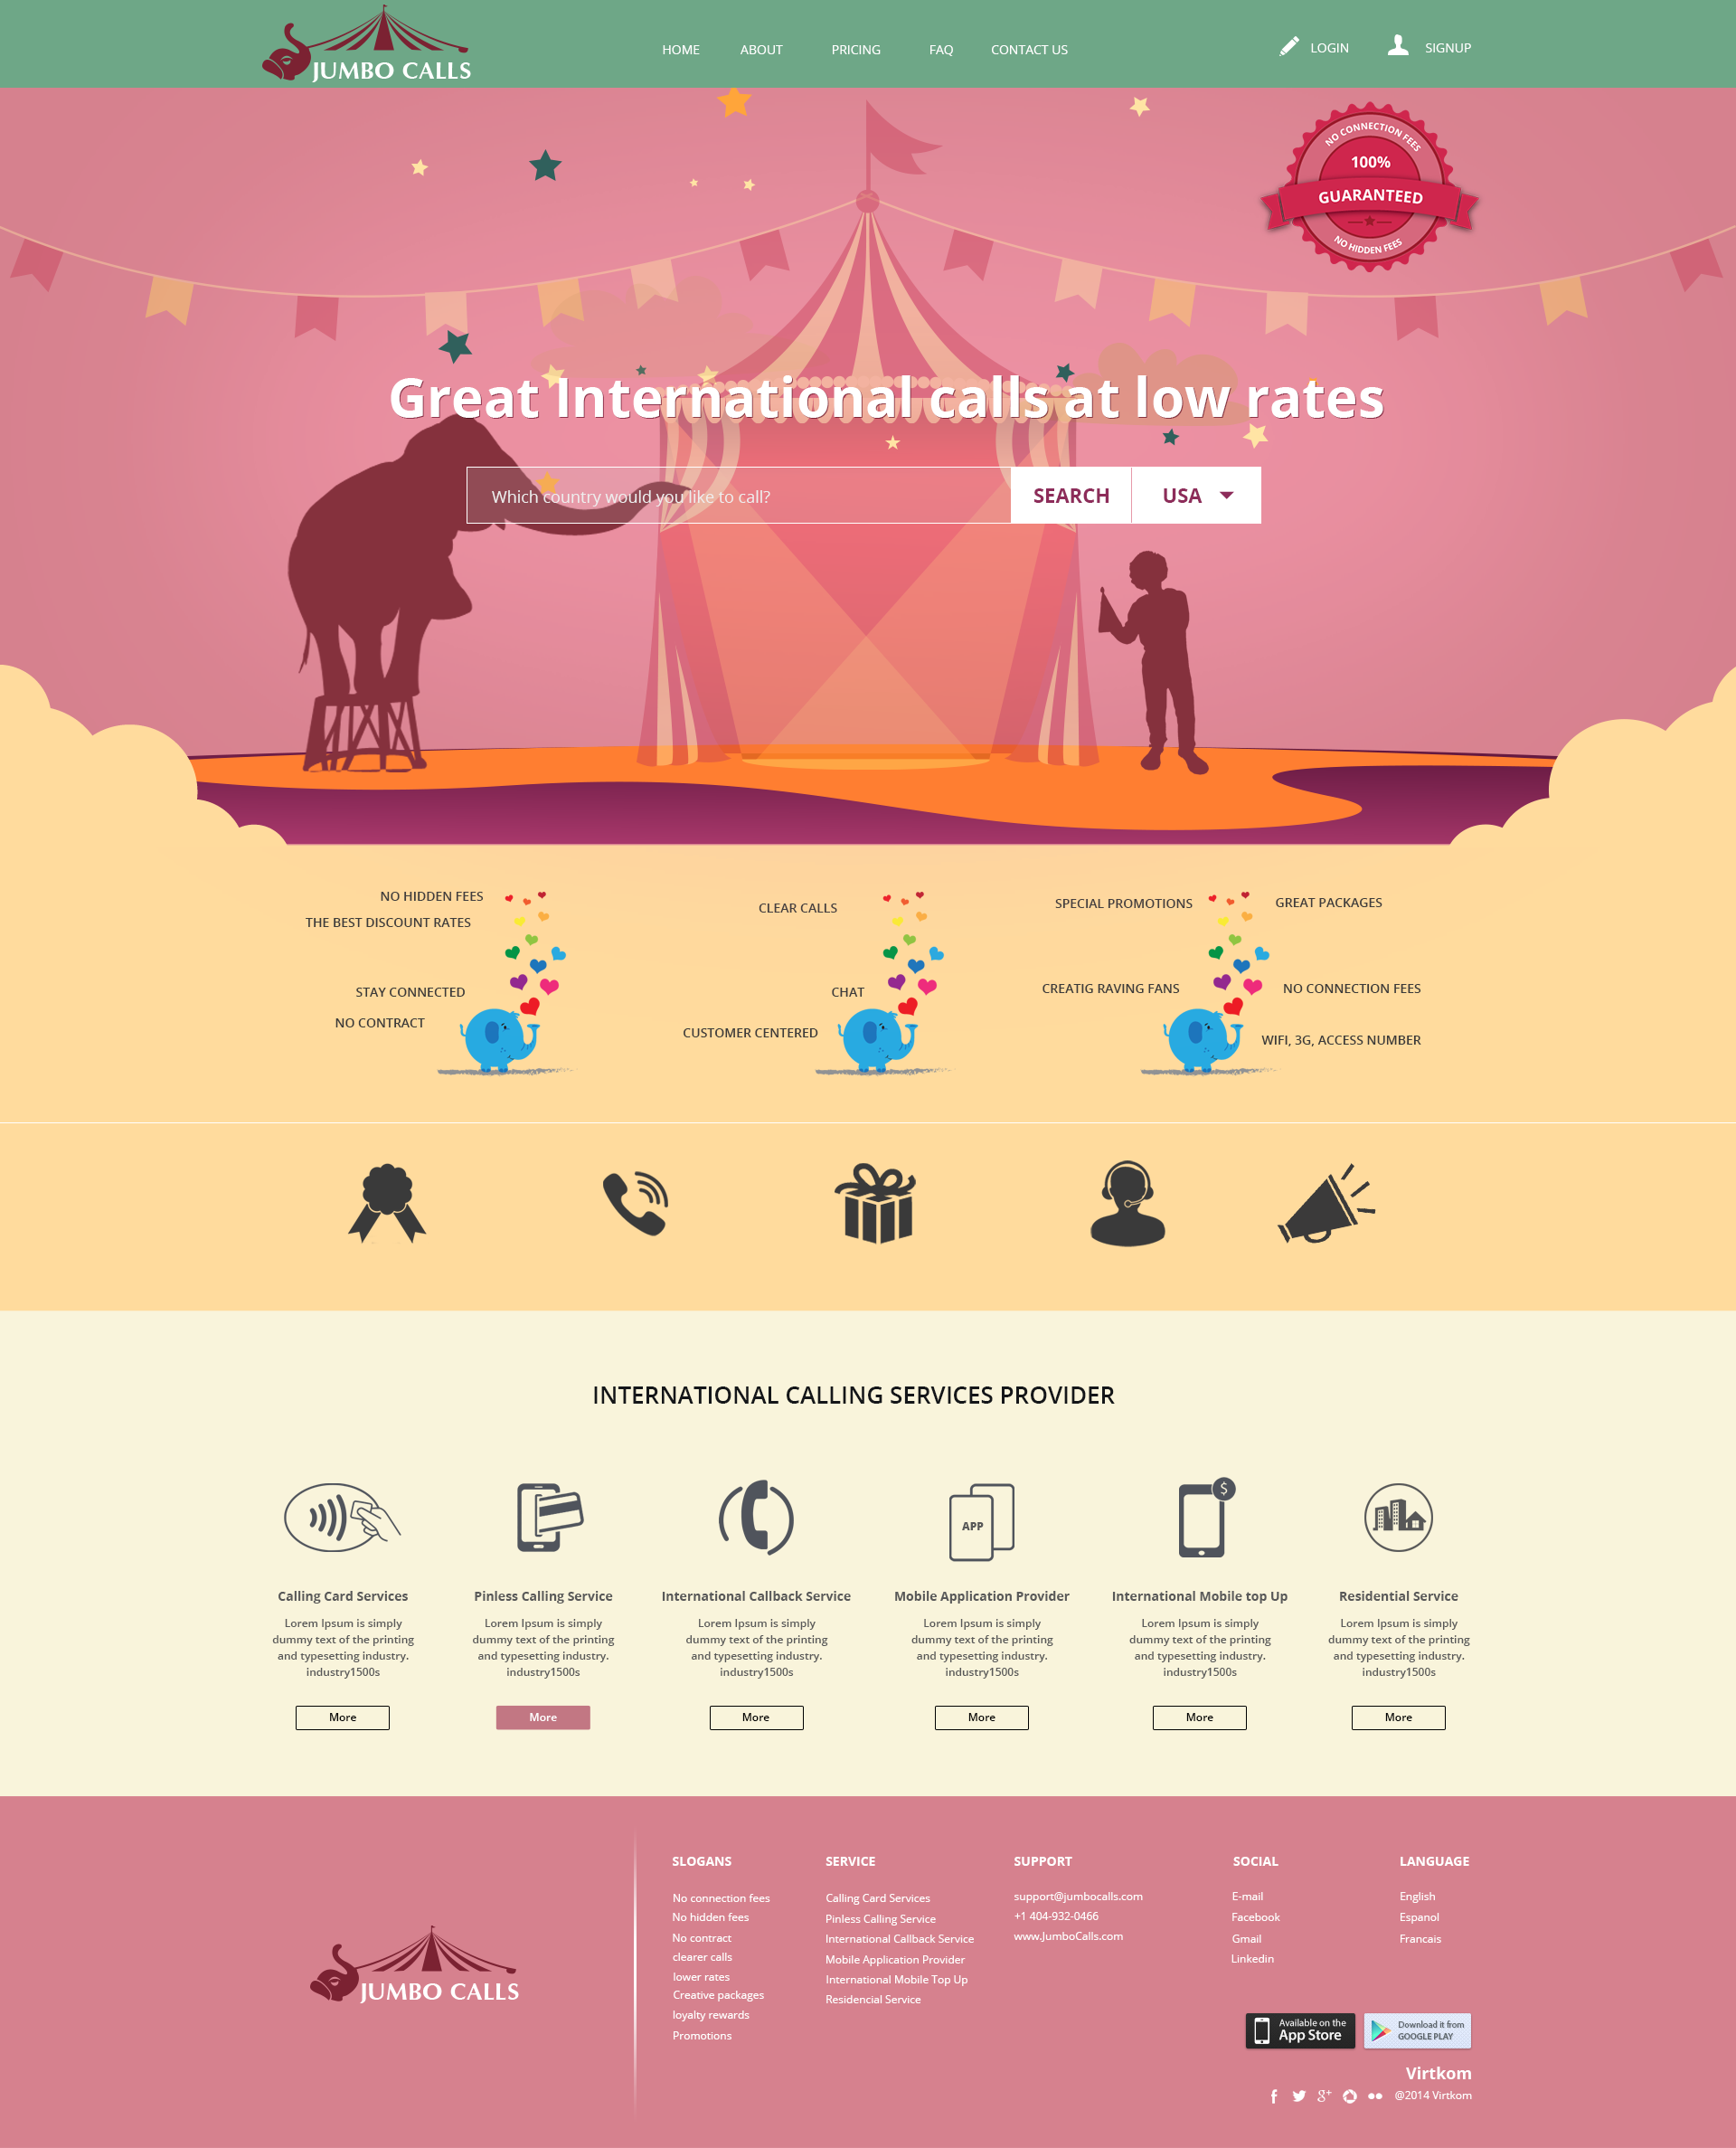 JUMBO CALLS
HOME ABOUT PRICING FAQ CONTACT US
LOGIN SIGNUP
NO CONNECTION FEES
100%
GUARANTEED
NO HIDDEN FEES
Great International calls at low rates
Which country would you like to call?
SEARCH USA
NO HIDDEN FEES
THE BEST DISCOUNT RATES
STAY CONNECTED
NO CONTRACT
CLEAR CALLS
CHAT
CUSTOMER CENTERED
SPECIAL PROMOTIONS
GREAT PACKAGES
CREATIG RAVING FANS
NO CONNECTION FEES
WIFI, 3G, ACCESS NUMBER
INTERNATIONAL CALLING SERVICES PROVIDER
Calling Card Services
Lorem Ipsum is simply
dummy text of the printing
and typesetting industry.
industry1500s
More
Pinless Calling Service
Lorem Ipsum is simply
dummy text of the printing
and typesetting industry.
industry1500s
More
International Callback Service
Lorem Ipsum is simply
dummy text of the printing
and typesetting industry.
industry1500s
More
APP
Mobile Application Provider
Lorem Ipsum is simply
dummy text of the printing
and typesetting industry.
industry1500s
More
$
International Mobile top Up
Lorem Ipsum is simply
dummy text of the printing
and typesetting industry.
industry1500s
More
Residential Service
Lorem Ipsum is simply
dummy text of the printing
and typesetting industry.
industry1500s
More
JUMBO CALLS
SLOGANS
No connection fees
No hidden fees
No contract
clearer calls
lower rates
Creative packages
loyalty rewards
Promotions
SERVICE
Calling Card Services
Pinless Calling Service
International Callback Service
Mobile Application Provider
International Mobile Top Up
Residencial Service
SUPPORT
support@jumbocalls.com
+1 404-932-0466
www.JumboCalls.com
SOCIAL
E-mail
Facebook
Gmail
Linkedin
LANGUAGE
English
Espanol
Francais
Available on the
App Store
Download it from
GOOGLE PLAY
Virtkom
@2014 Virtkom